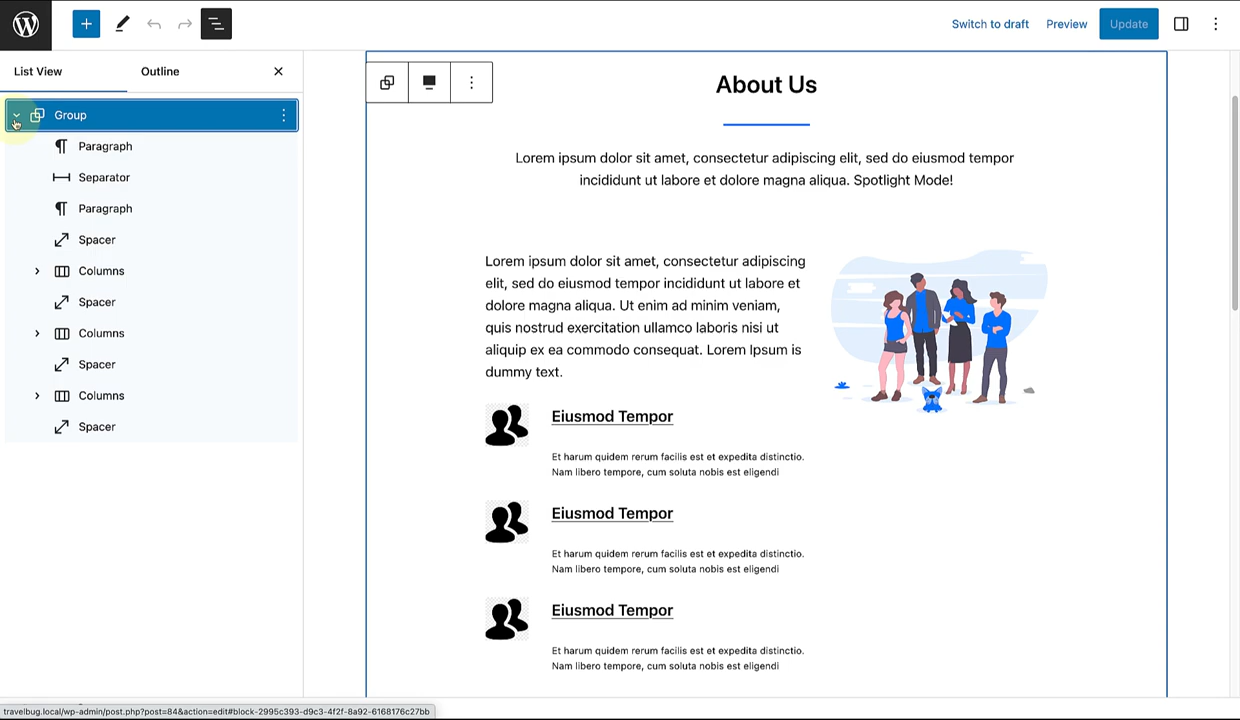 Switch to draft
Preview
Update
List View
Outline
Group
Paragraph
Separator
Paragraph
Spacer
Columns
Spacer
Columns
Spacer
Columns
Spacer
About Us
Lorem ipsum dolor sit amet, consectetur adipiscing elit, sed do eiusmod tempor
incididunt ut labore et dolore magna aliqua. Spotlight Mode!
Lorem ipsum dolor sit amet, consectetur adipiscing
elit, sed do eiusmod tempor incididunt ut labore et
dolore magna aliqua. Ut enim ad minim veniam,
quis nostrud exercitation ullamco laboris nisi ut
aliquip ex ea commodo consequat. Lorem Ipsum is
dummy text.
Eiusmod Tempor
Et harum quidem rerum facilis est et expedita distinctio.
Nam libero tempore, cum soluta nobis est eligendi
Eiusmod Tempor
Et harum quidem rerum facilis est et expedita distinctio.
Nam libero tempore, cum soluta nobis est eligendi
Eiusmod Tempor
Et harum quidem rerum facilis est et expedita distinctio.
Nam libero tempore, cum soluta nobis est eligendi
travelbug.local/wp-admin/post.php?post=84&action=edit#block-2995c393-d9c3-4f2f-8a92-6168176c27bb